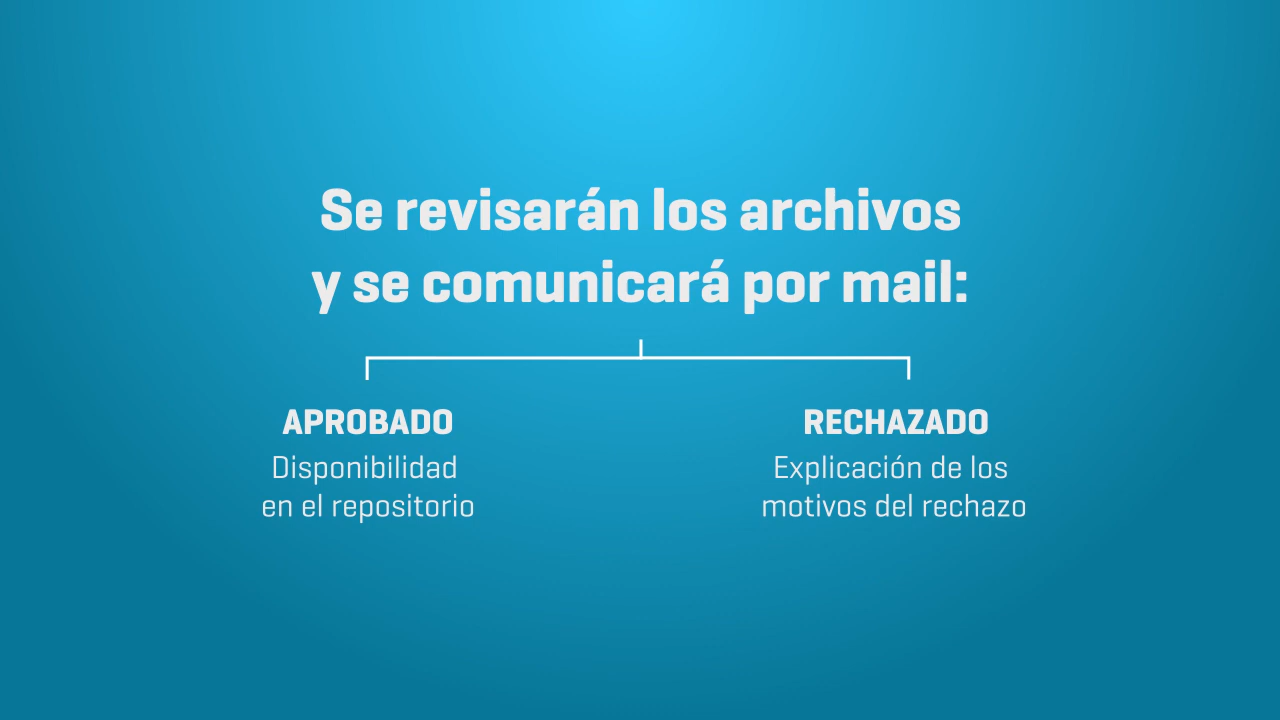 Se revisarán los archivos
y se comunicará por mail:
APROBADO
Disponibilidad
en el repositorio
RECHAZADO
Explicación de los
motivos del rechazo